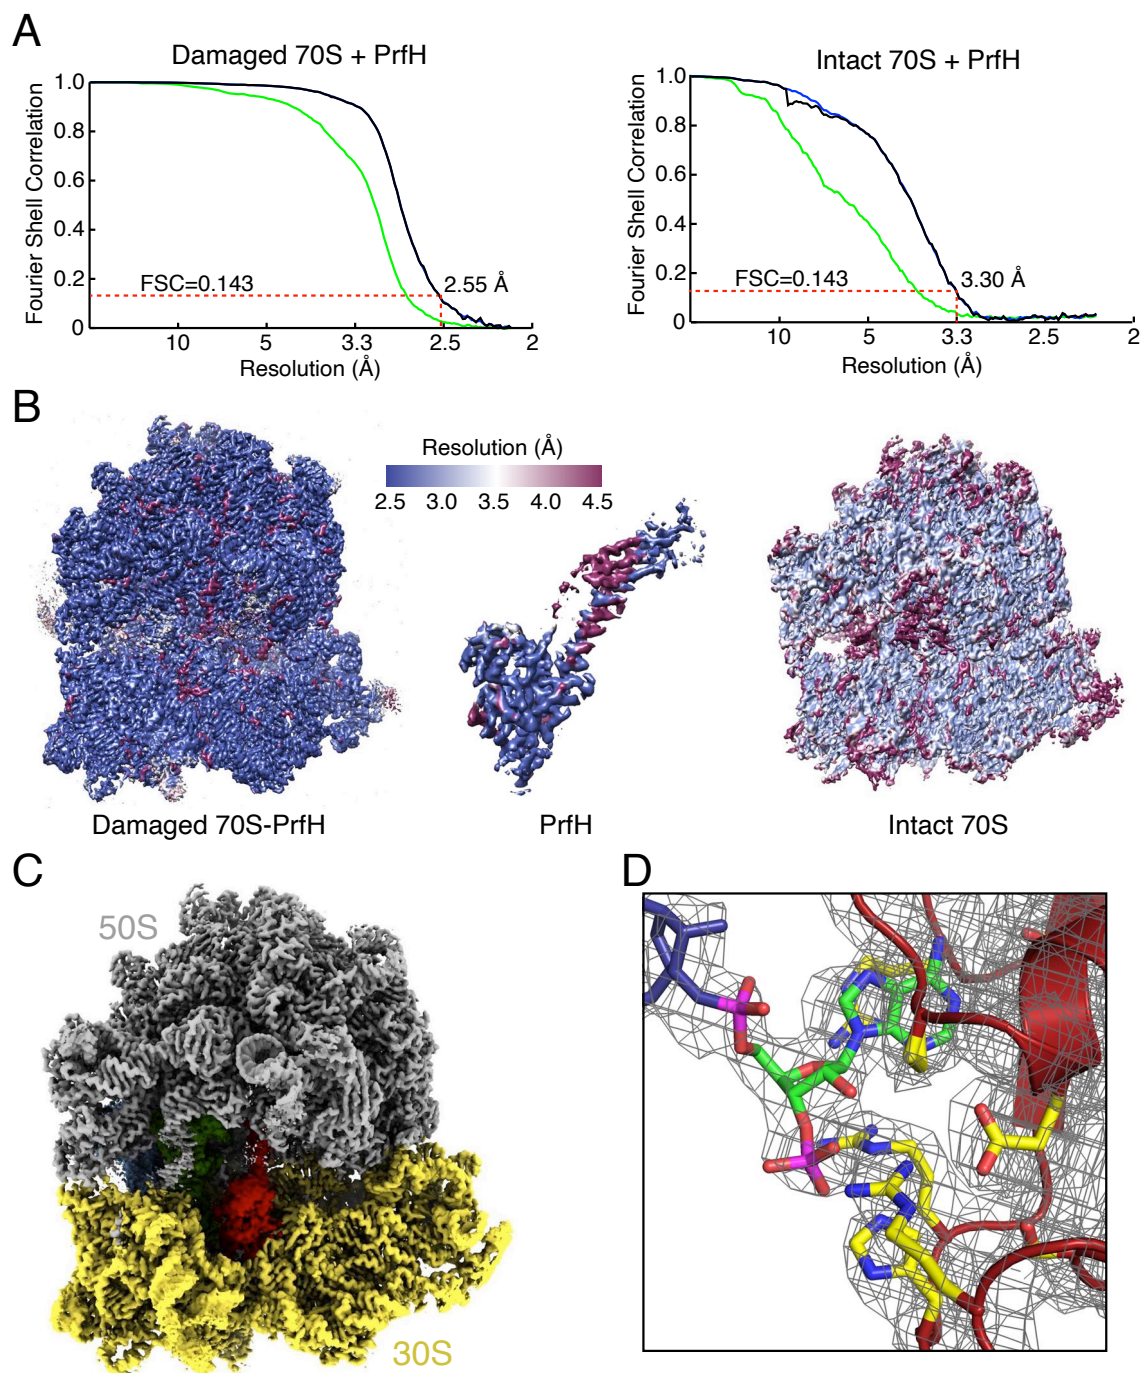 A
Damaged 70S + PrfH
Fourier Shell Correlation
1.0
0.8
0.6
0.4
0.2
0
FSC=0.143
2.55 Å
10
5
3.3
2.5
2
Resolution (Å)
Intact 70S + PrfH
Fourier Shell Correlation
1.0
0.8
0.6
0.4
0.2
0
FSC=0.143
3.30 Å
10
5
3.3
2.5
2
Resolution (Å)
B
Resolution (Å)
2.5 3.0 3.5 4.0 4.5
Damaged 70S-PrfH
PrfH
Intact 70S
C
50S
30S
D